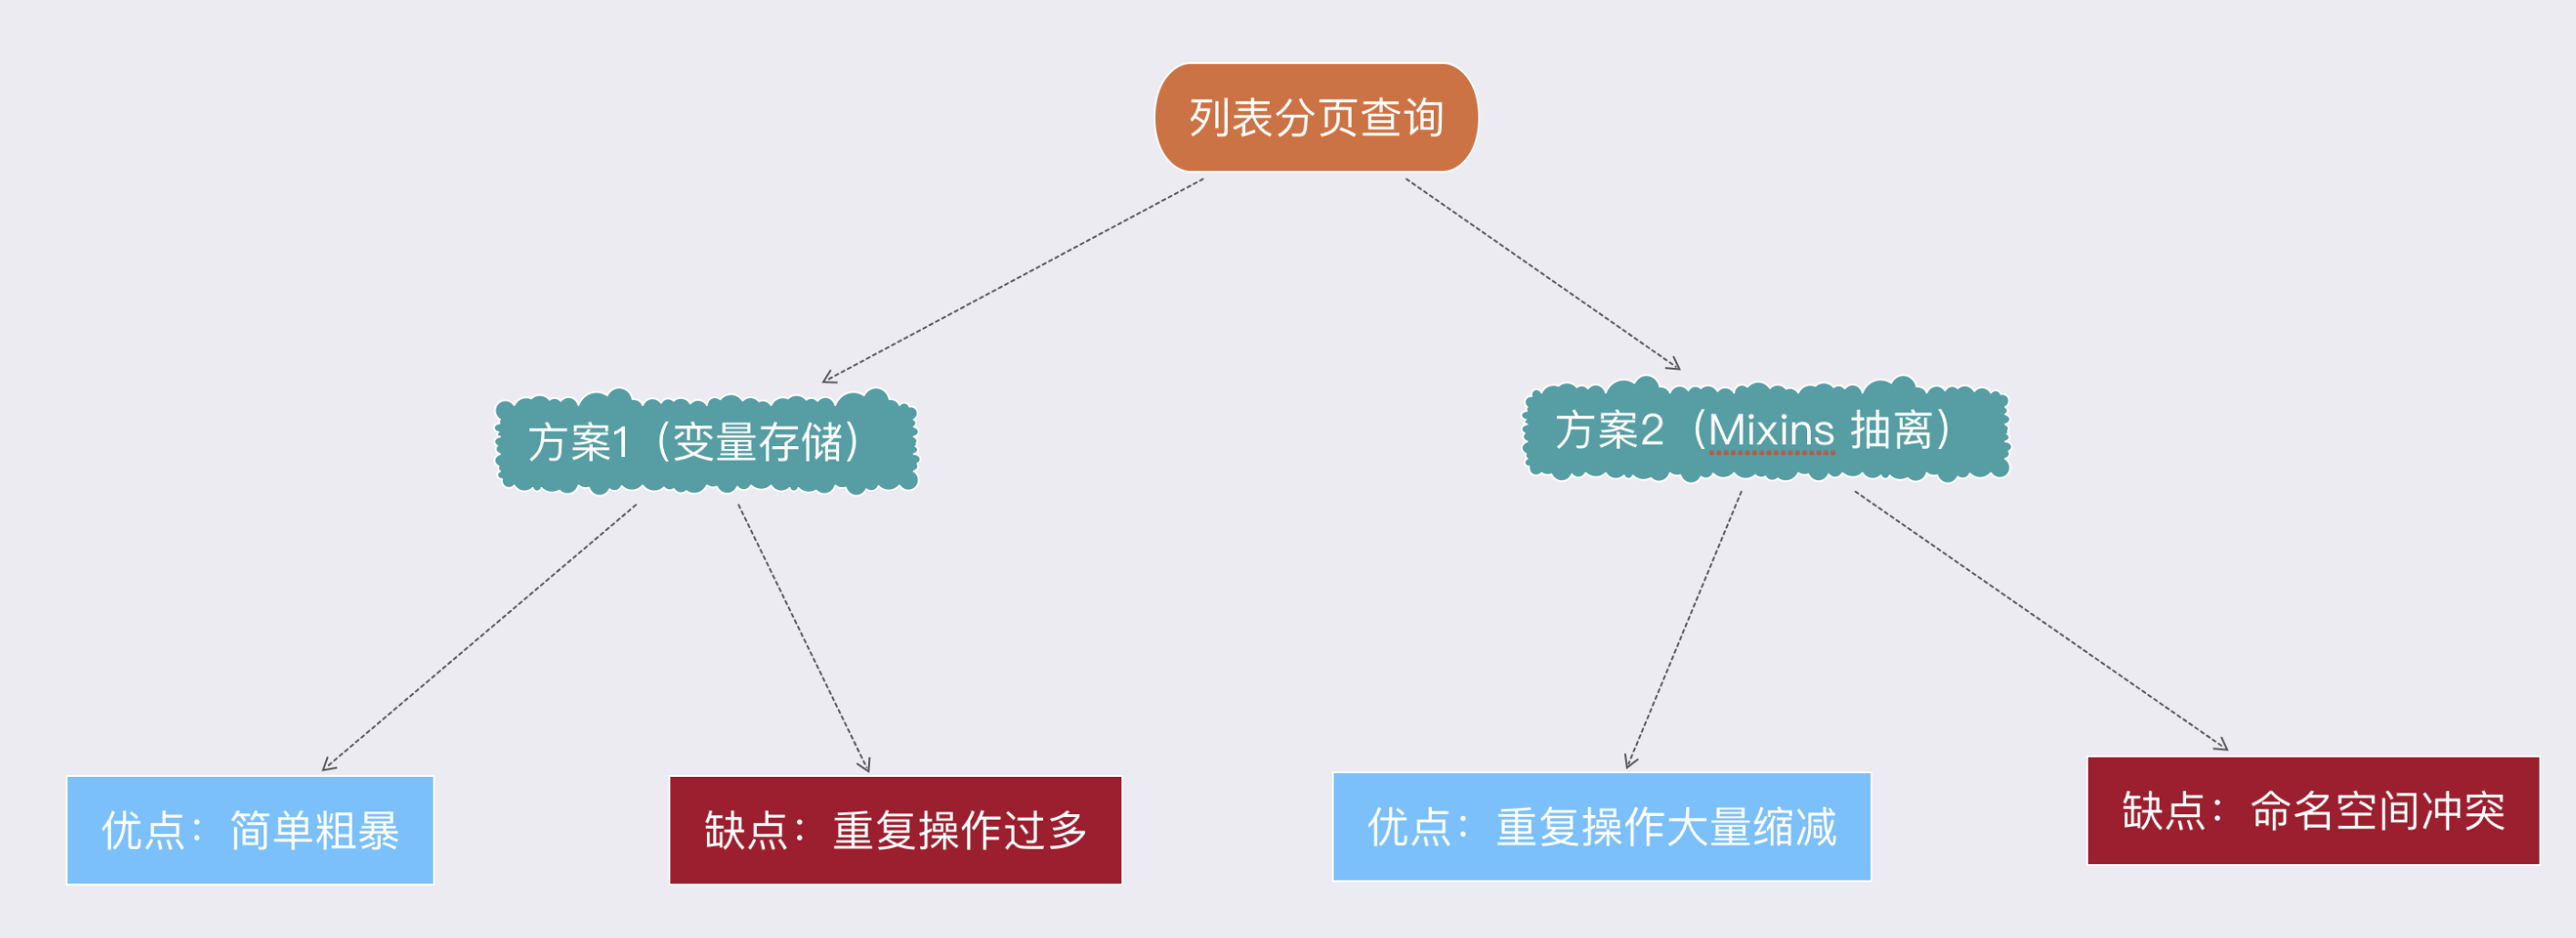 列表分页查询
方案1（变量存储）
方案2（Mixins 抽离）
优点：简单粗暴
缺点：重复操作过多
优点：重复操作大量缩减
缺点：命名空间冲突